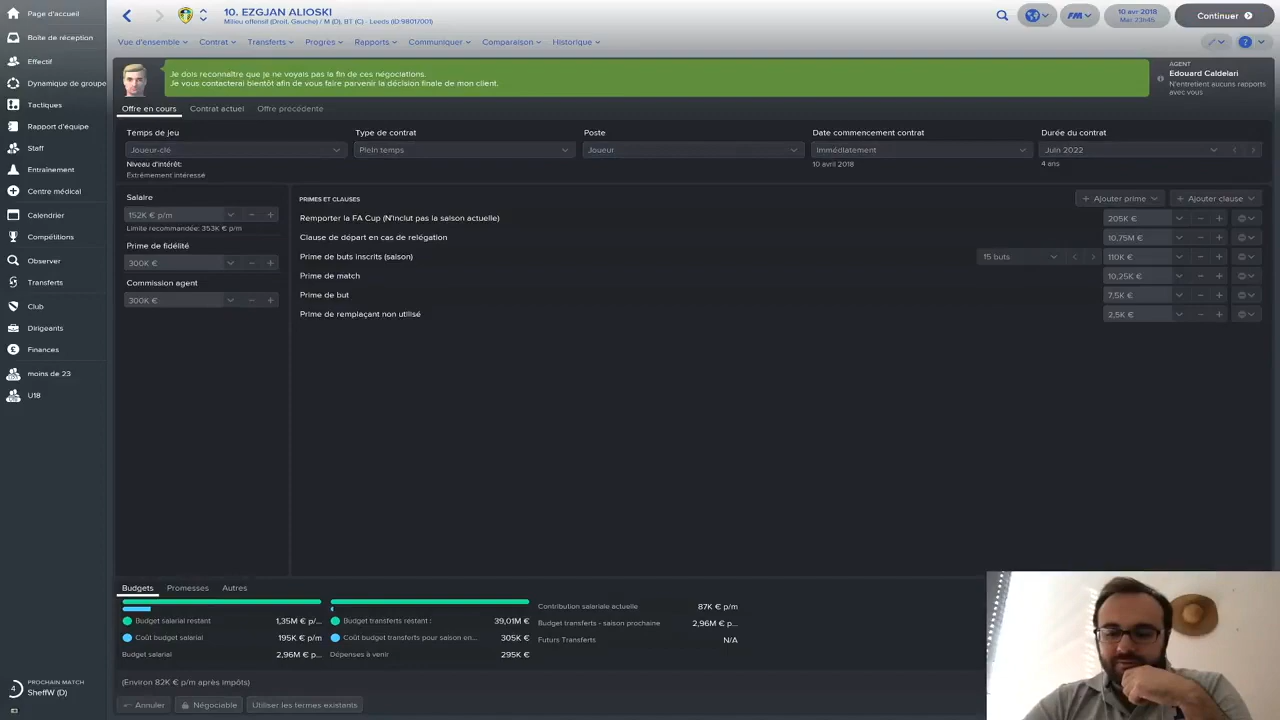 Page d'accueil
Boîte de réception
Effectif
Dynamique de groupe
Tactiques
Rapport d'équipe
Staff
Entraînement
Centre médical
Calendrier
Compétitions
Observer
Transferts
Club
Dirigeants
Finances
moins de 23
U18
4
PROCHAIN MATCH
SheffW (D)
10. EZGJAN ALIOSKI
Milieu offensif (Droit, Gauche) / M (D), BT (C) - Leeds (ID:9801/001)
FM
10 avr 2018
Mar 23h45
Continuer
Vue d'ensemble
Contrat
Transferts
Progrès
Rapports
Communiquer
Comparaison
Historique
?
Je dois reconnaître que je ne voyais pas la fin de ces négociations.
Je vous contacterai bientôt afin de vous faire parvenir la décision finale de mon client.
AGENT
Edouard Caldelari
N'entretient aucuns rapports
avec vous
Offre en cours
Contrat actuel
Offre précédente
Temps de jeu
Type de contrat
Poste
Date commencement contrat
Durée du contrat
Joueur-clé
Plein temps
Joueur
Immédiatement
Juin 2022
Niveau d'intérêt:
Extrêmement intéressé
10 avril 2018
4 ans
Salaire
152K € p/m
Limite recommandée: 353K € p/m
Prime de fidélité
300K €
Commission agent
300K €
PRIMES ET CLAUSES
+ Ajouter prime
+ Ajouter clause
Remporter la FA Cup (N'inclut pas la saison actuelle)
205K €
Clause de départ en cas de relégation
10,75M €
Prime de buts inscrits (saison)
15 buts
110K €
Prime de match
10,25K €
Prime de but
7,5K €
Prime de remplaçant non utilisé
2,5K €
Budgets
Promesses
Autres
Budget salarial restant
1,35M € p/...
Coût budget salarial
195K € p/m
Budget salarial
2,96M € p...
Budget transferts restant :
39,01M €
Coût budget transferts pour saison en...
305K €
Dépenses à venir
295K €
Contribution salariale actuelle
87K € p/m
Budget transferts - saison prochaine
2,96M € p...
Futurs Transferts
N/A
(Environ 82K € p/m après impôts)
Annuler
Négociable
Utiliser les termes existants